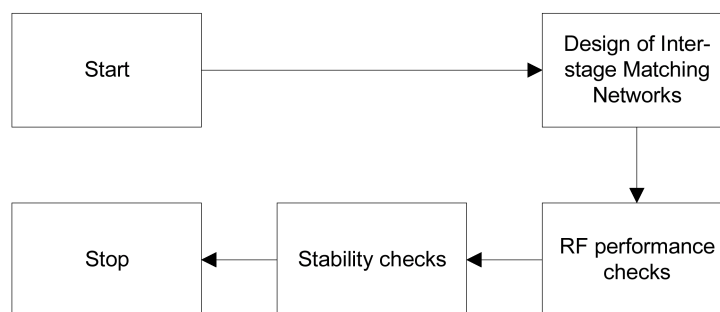 Start
Design of Inter-
stage Matching
Networks
Stop
Stability checks
RF performance
checks